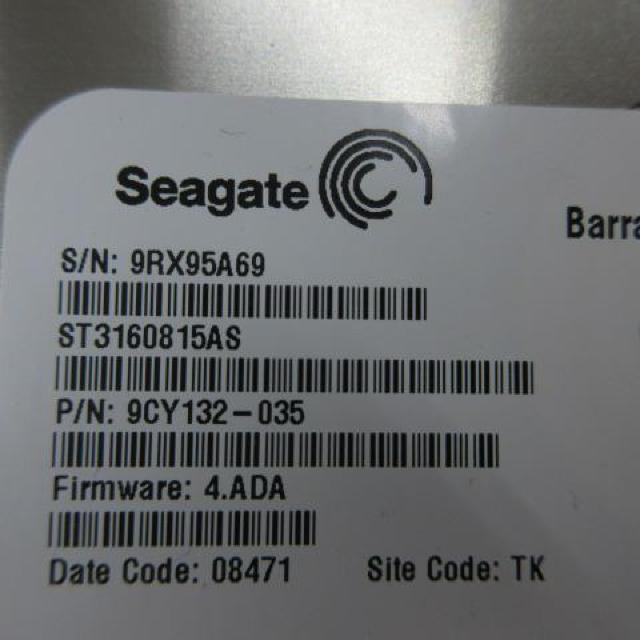 Seagate
Barra
S/N: 9RX95A69
ST3160815AS
P/N: 9CY132-035
Firmware: 4.ADA
Date Code: 08471 Site Code: TK